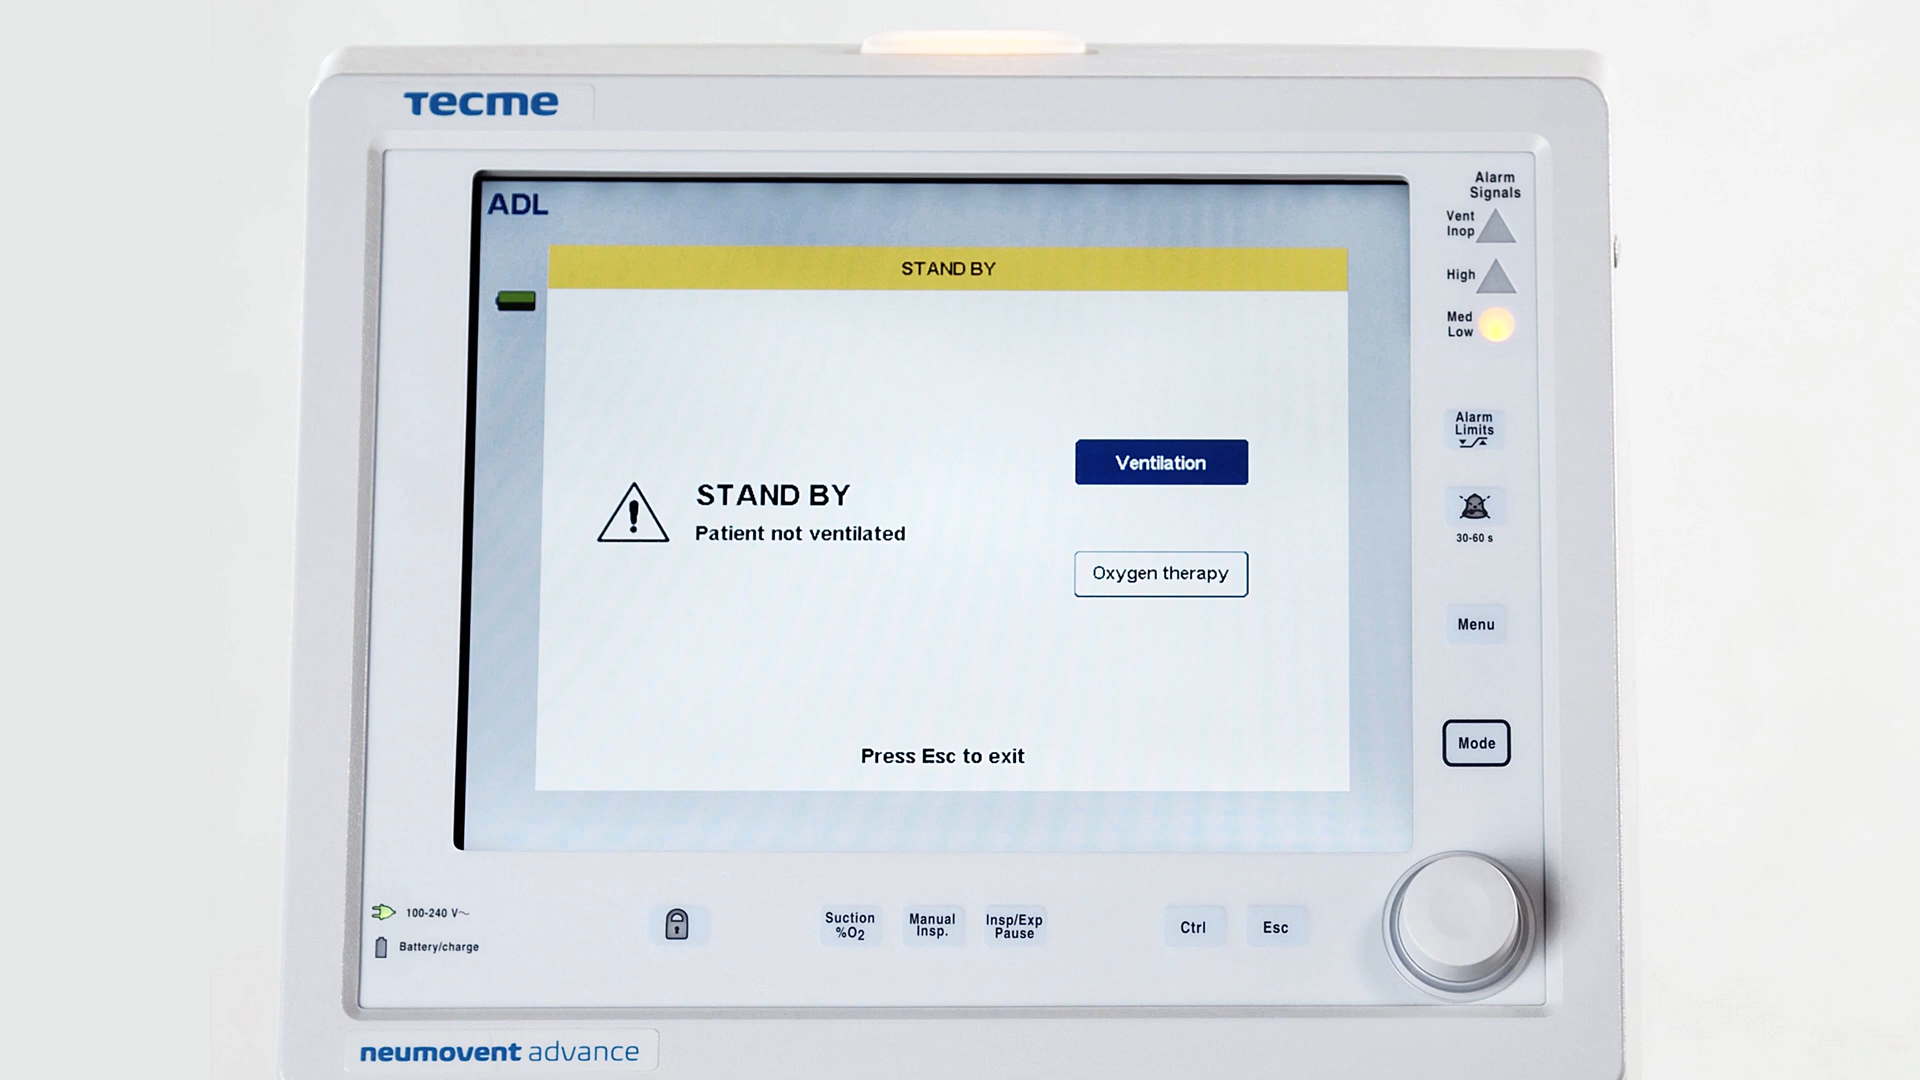 TECME
ADL
STAND BY
STAND BY
Patient not ventilated
Ventilation
Oxygen therapy
Press Esc to exit
Alarm
Signals
Vent
Inop
High
Med
Low
Alarm
Limits
30-60 s
Menu
Mode
100-240 V~
Battery/charge
Suction
%O2
Manual
Insp.
Insp/Exp
Pause
Ctrl
Esc
neumovent advance